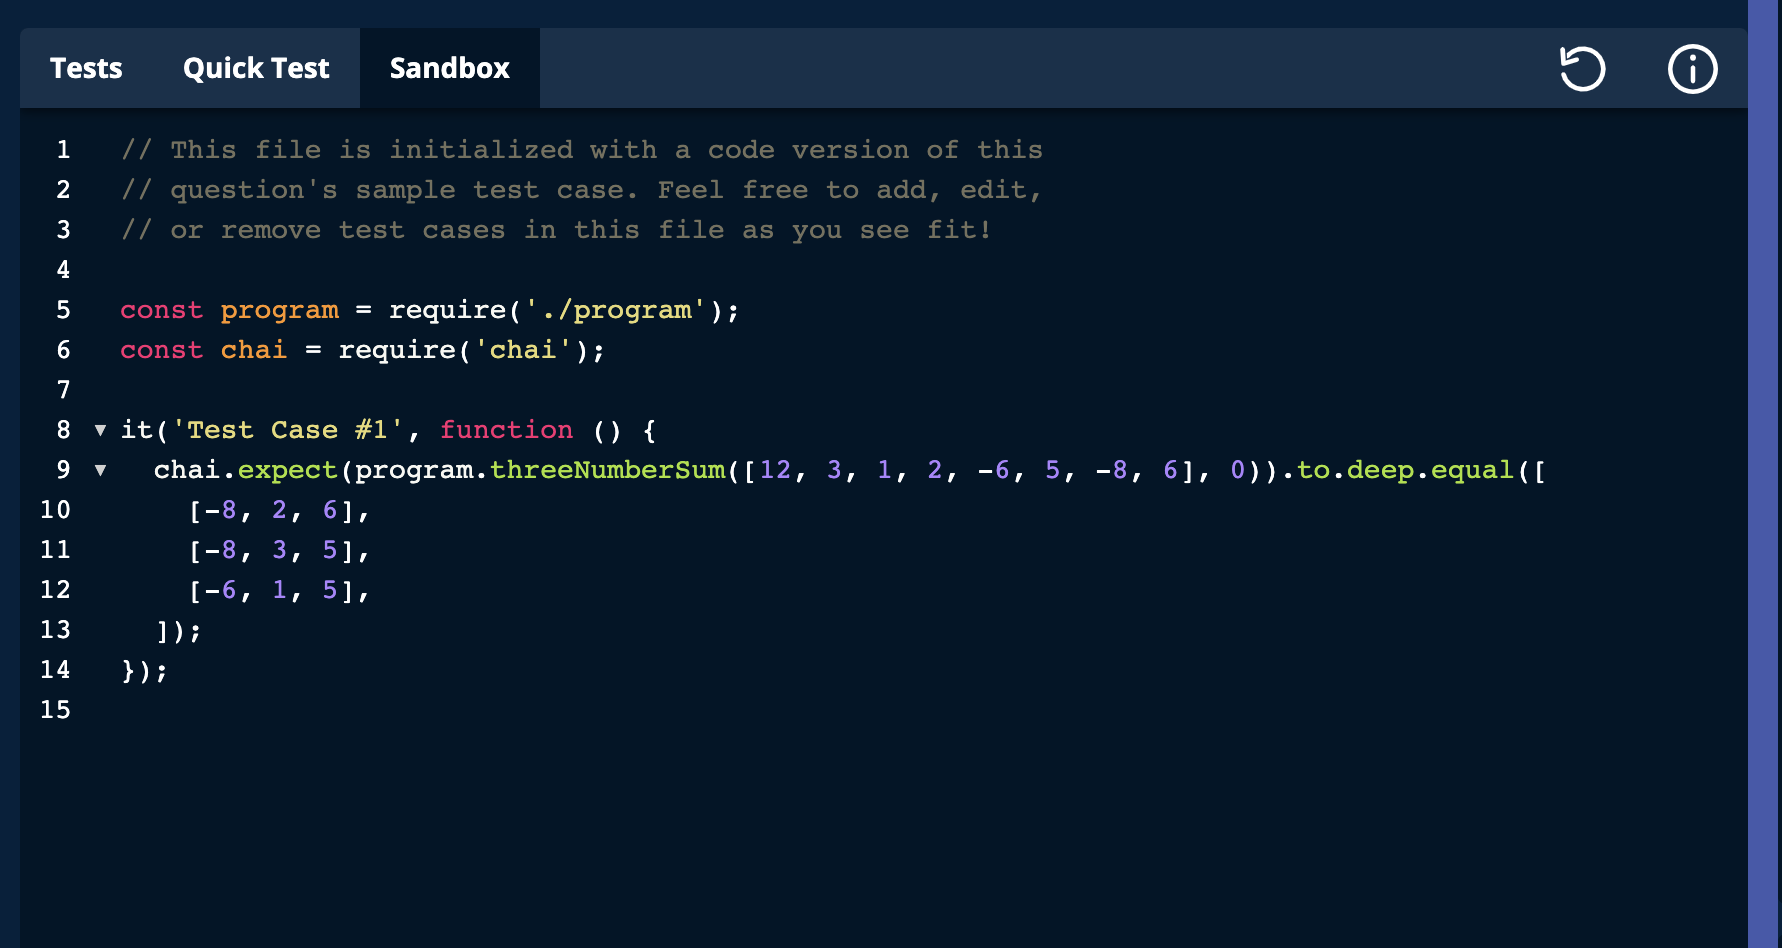 Tests Quick Test Sandbox
1 // This file is initialized with a code version of this
2 // question's sample test case. Feel free to add, edit,
3 // or remove test cases in this file as you see fit!
4
5 const program = require('./program');
6 const chai = require('chai');
7
8 it('Test Case #1', function () {
9   chai.expect(program.threeNumberSum([12, 3, 1, 2, -6, 5, -8, 6], 0)).to.deep.equal([
10     [-8, 2, 6],
11     [-8, 3, 5],
12     [-6, 1, 5],
13   ]);
14 });
15